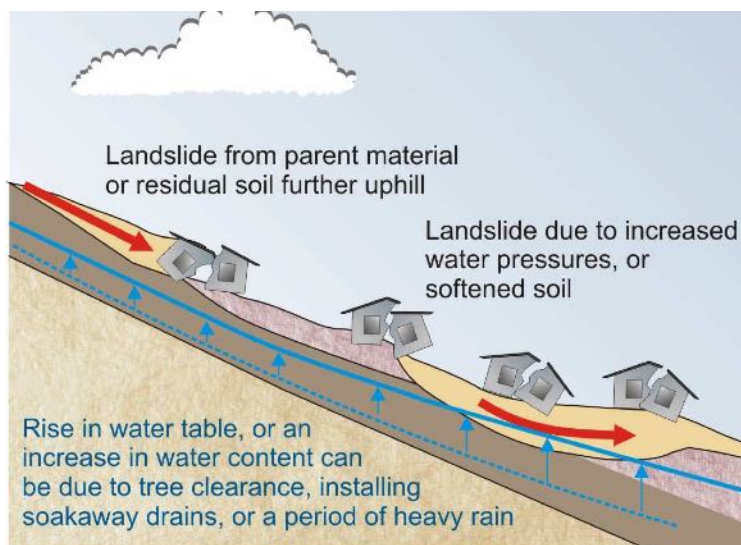 Landslide from parent material
or residual soil further uphill
Landslide due to increased
water pressures, or
softened soil
Rise in water table, or an
increase in water content can
be due to tree clearance, installing
soakaway drains, or a period of heavy rain